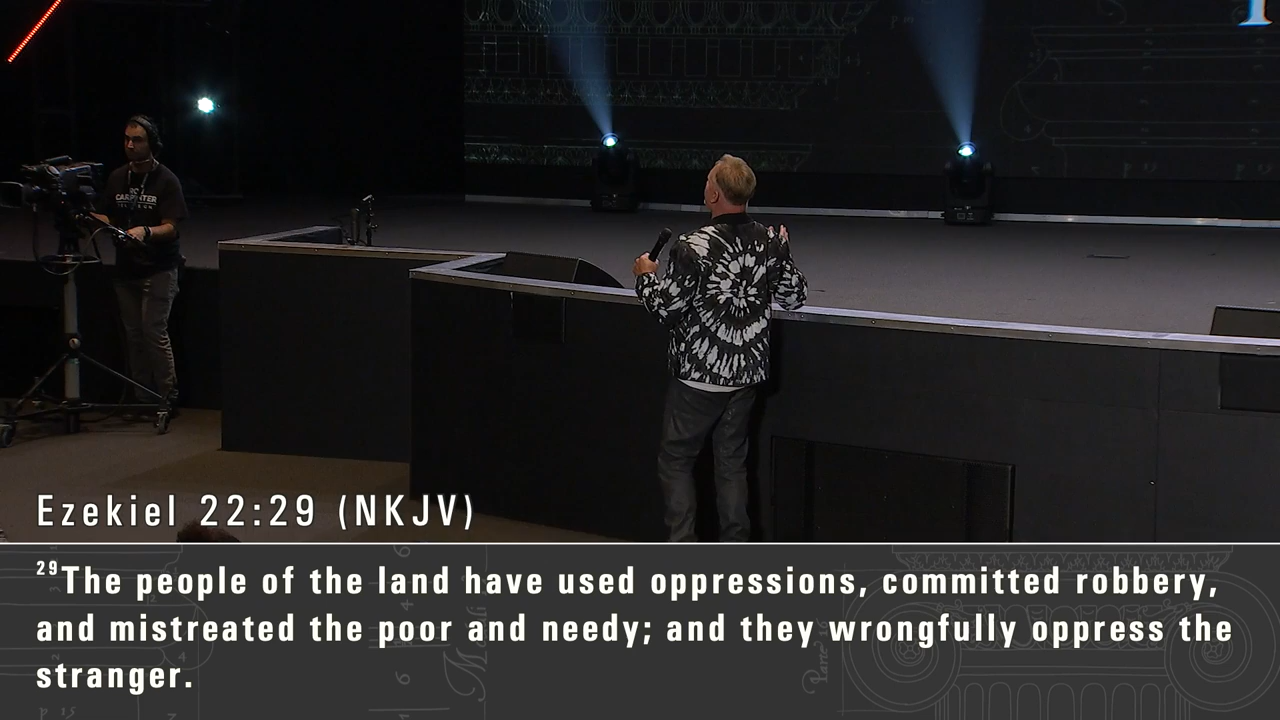 CARPENTER
Ezekiel 22:29 (NKJV)
29The people of the land have used oppressions, committed robbery,
and mistreated the poor and needy; and they wrongfully oppress the
stranger.